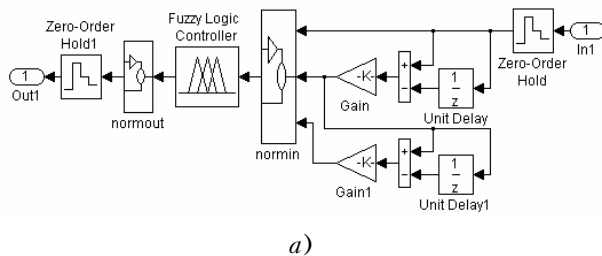 Zero-Order
Hold1
Fuzzy Logic
Controller
1
Out1
normout
normin
-K-
Gain
+
−
1
z
Unit Delay
Zero-Order
Hold
1
In1
-K-
Gain1
+
−
1
z
Unit Delay1
a)